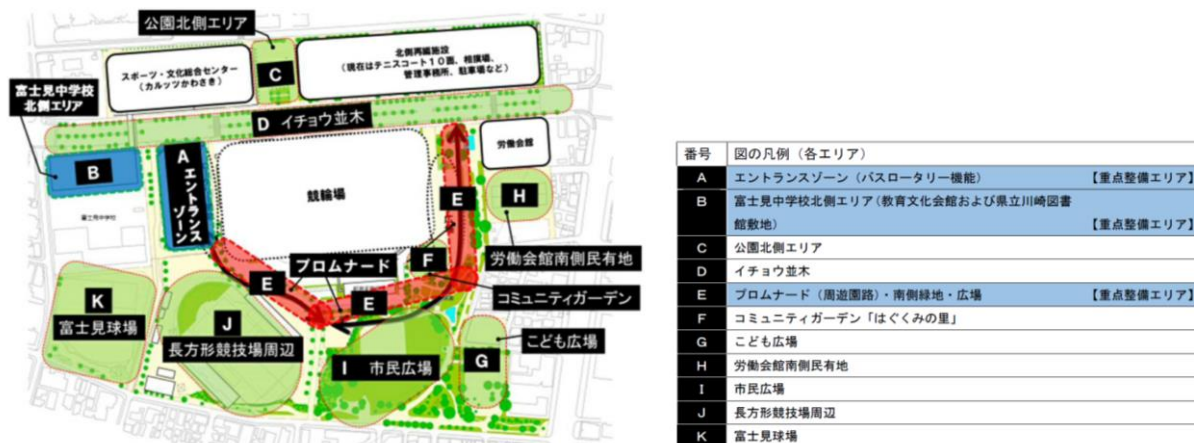 公園北側エリア
スポーツ・文化総合センター
(カルッツかわさき)
C
北側再編施設
(現在はテニスコート10面、相撲場、
管理事務所、駐車場など)
富士見中学校
北側エリア
D イチョウ並木
労働会館
B
A エントランス
ゾーン
競輪場
E
H
富士見中学校
労働会館南側民有地
プロムナード
F
E
E
コミュニティガーデン
K
富士見球場
J
長方形競技場周辺
こども広場
I 市民広場
G
番号 図の凡例(各エリア)
A エントランスゾーン(バスロータリー機能) 【重点整備エリア】
B 富士見中学校北側エリア(教育文化会館および県立川崎図書
館敷地) 【重点整備エリア】
C 公園北側エリア
D イチョウ並木
E プロムナード(周遊園路)・南側緑地・広場 【重点整備エリア】
F コミュニティガーデン「はぐくみの里」
G こども広場
H 労働会館南側民有地
I 市民広場
J 長方形競技場周辺
K 富士見球場